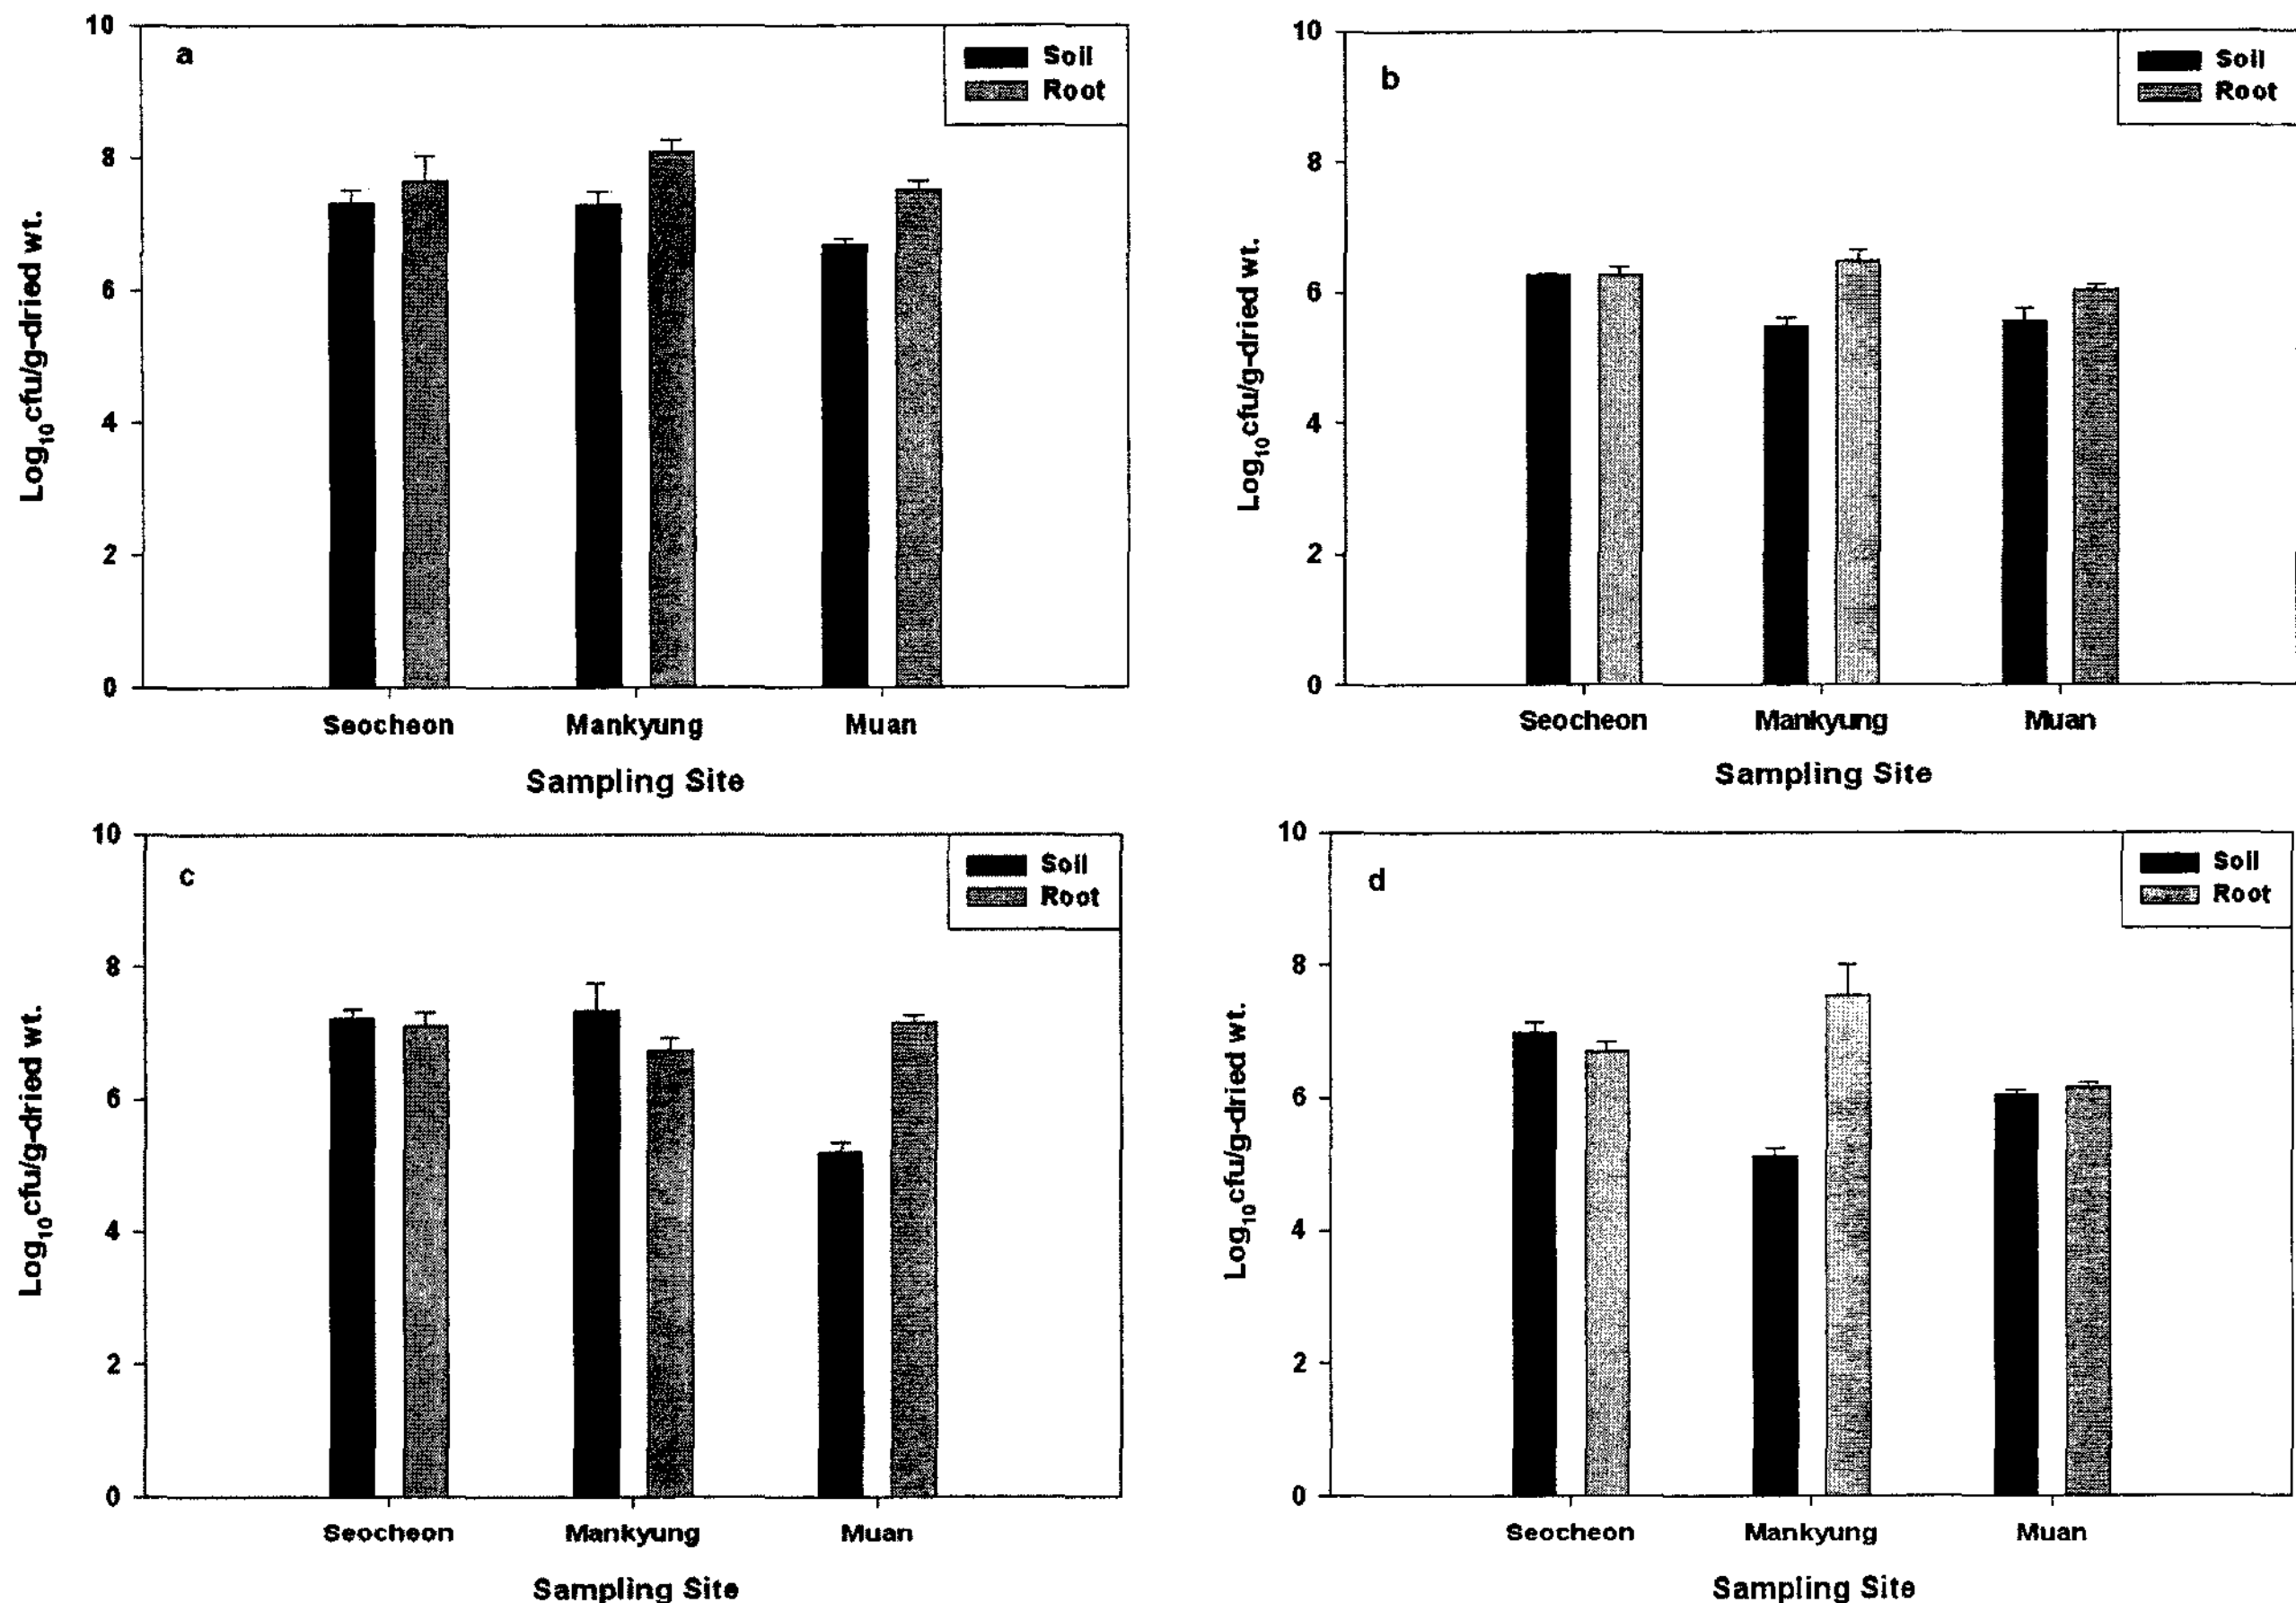 a
Soil
Root
Log10cfu/g-dried wt.
10
8
6
4
2
0
Seocheon Mankyung Muan
Sampling Site
b
Soil
Root
Log10cfu/g-dried wt.
10
8
6
4
2
0
Seocheon Mankyung Muan
Sampling Site
c
Soil
Root
Log10cfu/g-dried wt.
10
8
6
4
2
0
Seocheon Mankyung Muan
Sampling Site
d
Soil
Root
Log10cfu/g-dried wt.
10
8
6
4
2
0
Seocheon Mankyung Muan
Sampling Site